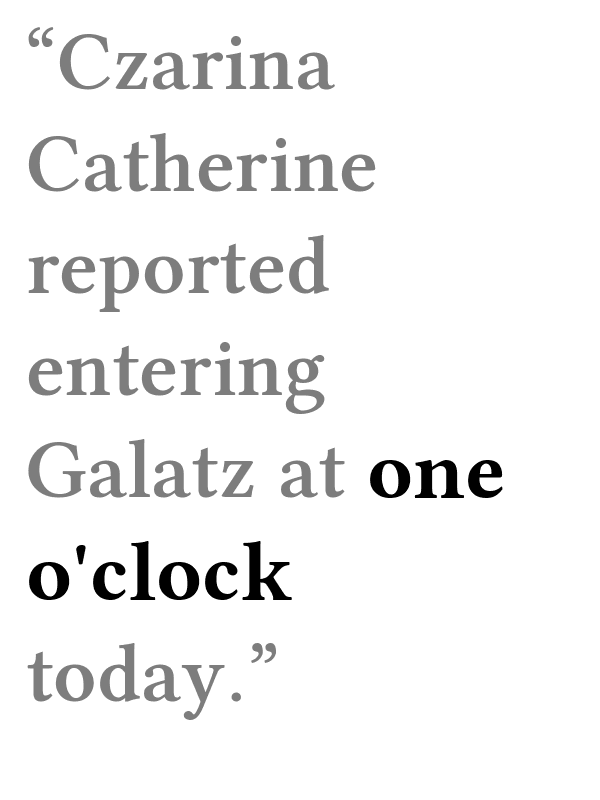 “Czarina
Catherine
reported
entering
Galatz at one
o'clock
today.”